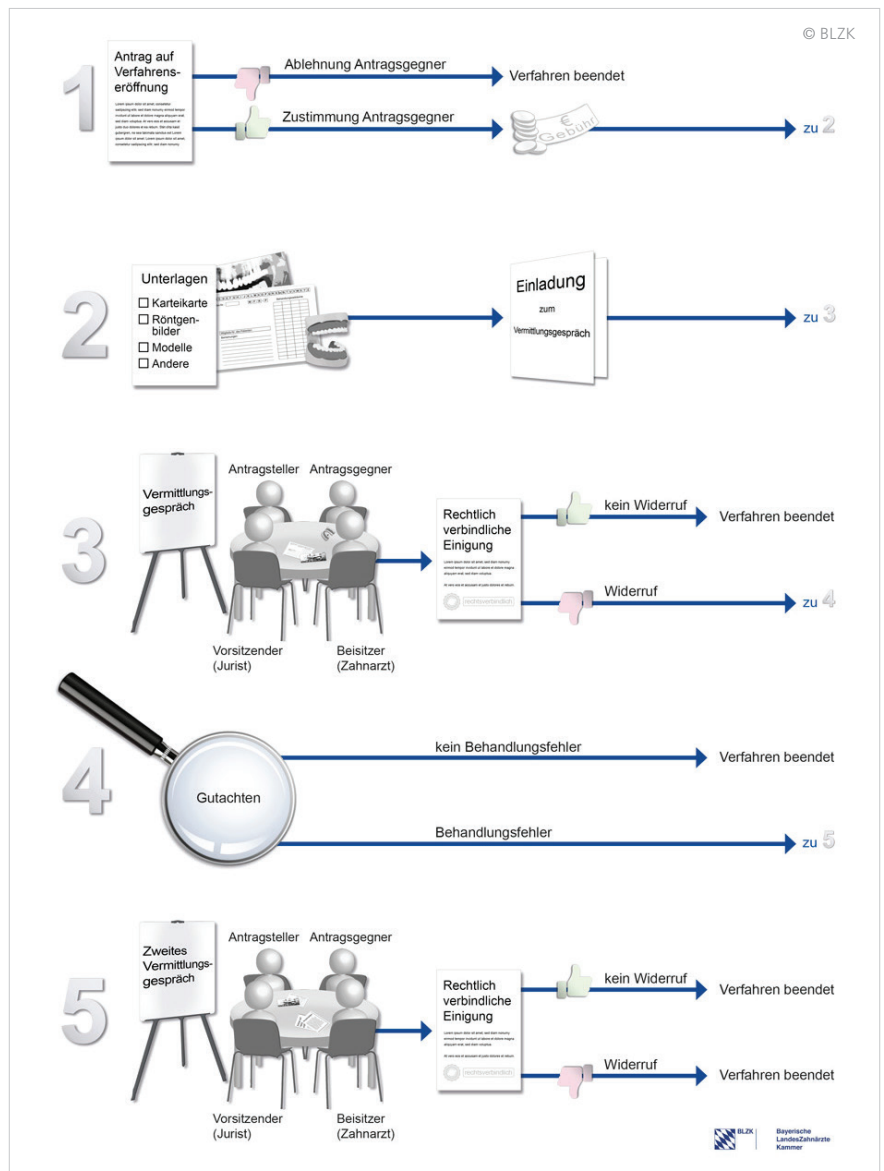 © BLZK
1
Antrag auf
Verfahrens-
eröffnung
Ablehnung Antragsgegner
Verfahren beendet
Zustimmung Antragsgegner
€
Gebühr
zu 2
2
Unterlagen
Karteikarte
Röntgen-
bilder
Modelle
Andere
Einladung
zum
Vermittlungsgespräch
zu 3
3
Vermittlungs-
gespräch
Antragsteller Antragsgegner
Vorsitzender
(Jurist)
Beisitzer
(Zahnarzt)
Rechtlich
verbindliche
Einigung
rechtsverbindlich
kein Widerruf
Verfahren beendet
Widerruf
zu 4
4
Gutachten
kein Behandlungsfehler
Verfahren beendet
Behandlungsfehler
zu 5
5
Zweites
Vermittlungs-
gespräch
Antragsteller Antragsgegner
Vorsitzender
(Jurist)
Beisitzer
(Zahnarzt)
Rechtlich
verbindliche
Einigung
rechtsverbindlich
kein Widerruf
Verfahren beendet
Widerruf
Verfahren beendet
BLZK
Bayerische
LandesZahnärzte
Kammer